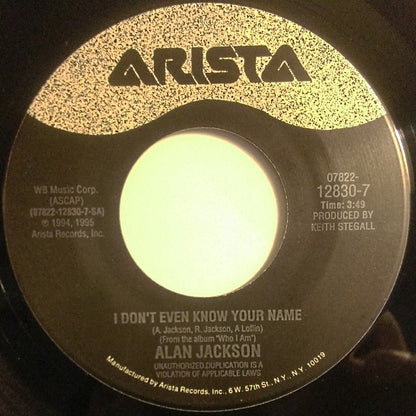 ARISTA
WB Music Corp.
(ASCAP)
(07822-12830-7-SA)
℗ 1994, 1995
Arista Records, Inc.
07822-
12830-7
Time: 3:49
PRODUCED BY
KEITH STEGALL
I DON'T EVEN KNOW YOUR NAME
(A. Jackson, R. Jackson, A Loftin)
(From the album "Who I Am")
ALAN JACKSON
UNAUTHORIZED DUPLICATION IS A
VIOLATION OF APPLICABLE LAWS
Manufactured by Arista Records, Inc., 6 W. 57th St., N.Y., N.Y. 10019